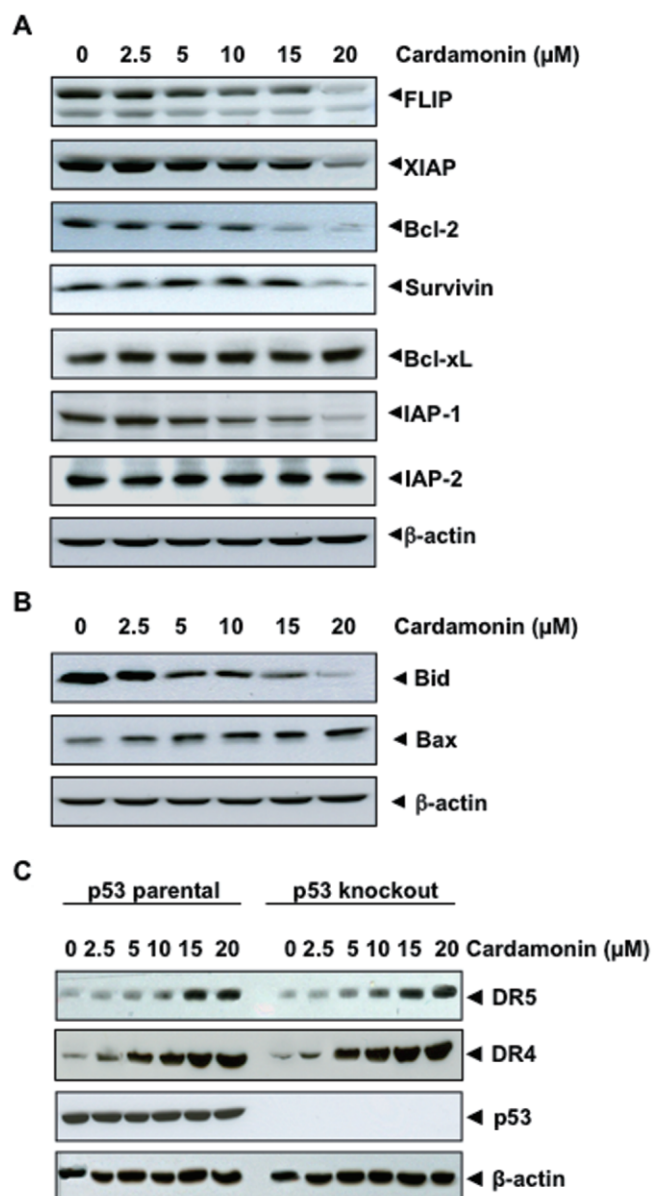 A
0 2.5 5 10 15 20 Cardamonin (µM)
◄FLIP
◄XIAP
◄Bcl-2
◄Survivin
◄Bcl-xL
◄IAP-1
◄IAP-2
◄β-actin
B
0 2.5 5 10 15 20 Cardamonin (µM)
◄ Bid
◄ Bax
◄ β-actin
C
p53 parental p53 knockout
0 2.5 5 10 15 20 0 2.5 5 10 15 20 Cardamonin (µM)
◄ DR5
◄ DR4
◄ p53
◄ β-actin